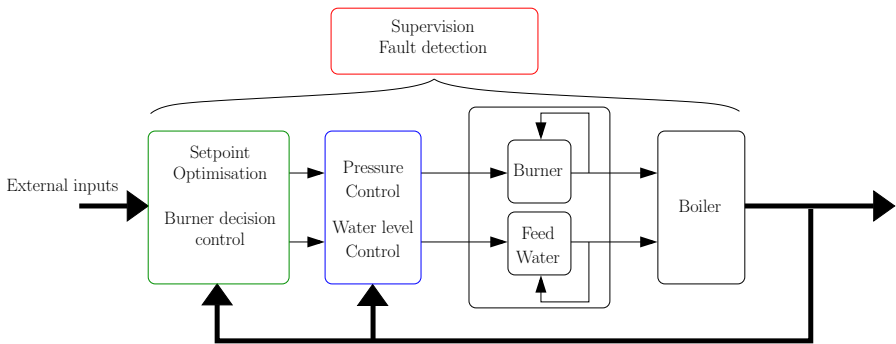 Supervision
Fault detection
External inputs
Setpoint
Optimisation
Burner decision
control
Pressure
Control
Water level
Control
Burner
Feed
Water
Boiler